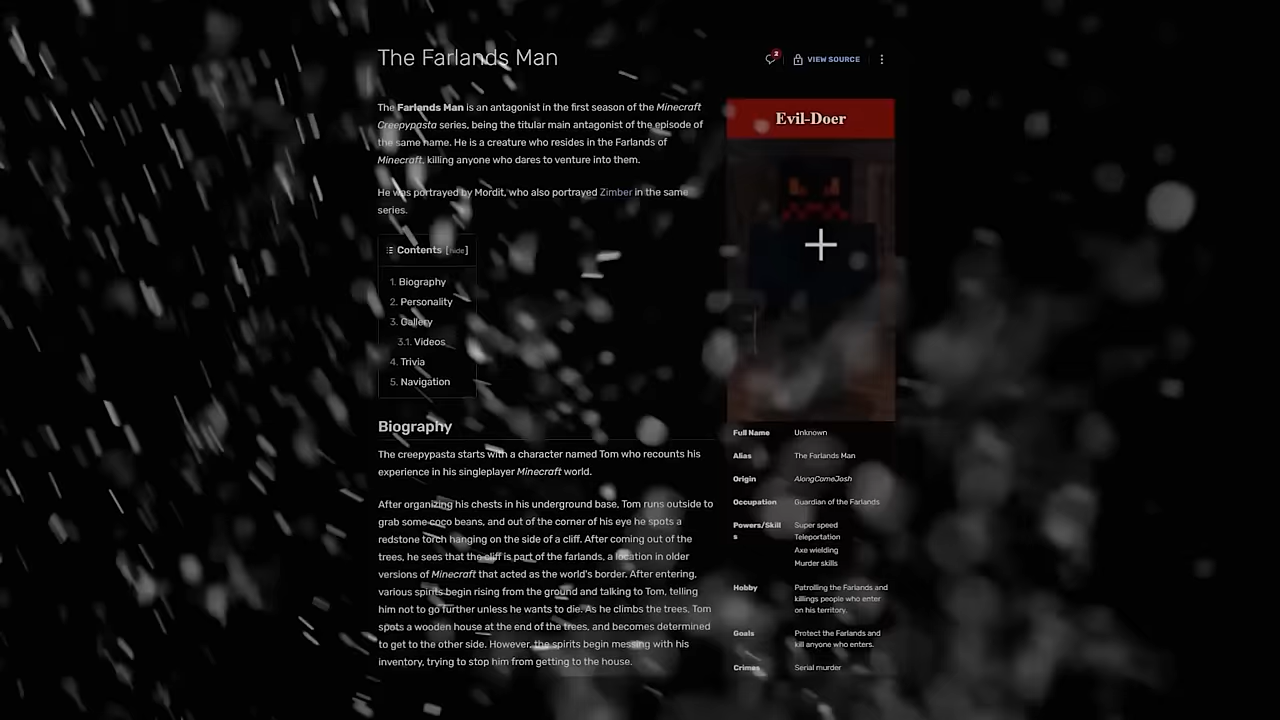 The Farlands Man
2
VIEW SOURCE
The Farlands Man is an antagonist in the first season of the Minecraft
Creepypasta series, being the titular main antagonist of the episode of
the same name. He is a creature who resides in the Farlands of
Minecraft, killing anyone who dares to venture into them.
He was portrayed by Mordit, who also portrayed Zimber in the same
series.
Contents [hide]
1. Biography
2. Personality
3. Gallery
3.1. Videos
4. Trivia
5. Navigation
Biography
The creepypasta starts with a character named Tom who recounts his
experience in his singleplayer Minecraft world.
After organizing his chests in his underground base, Tom runs outside to
grab some coco beans, and out of the corner of his eye he spots a
redstone torch hanging on the side of a cliff. After coming out of the
trees, he sees that the cliff is part of the farlands, a location in older
versions of Minecraft that acted as the world's border. After entering,
various spirits begin rising from the ground and talking to Tom, telling
him not to go further unless he wants to die. As he climbs the trees, Tom
spots a wooden house at the end of the trees, and becomes determined
to get to the other side. However, the spirits begin messing with his
inventory, trying to stop him from getting to the house.
Evil-Doer
Full Name Unknown
Alias The Farlands Man
Origin AlongCameJosh
Occupation Guardian of the Farlands
Powers/Skill
s
Super speed
Teleportation
Axe wielding
Murder skills
Hobby Patrolling the Farlands and
killings people who enter
on his territory.
Goals Protect the Farlands and
kill anyone who enters.
Crimes Serial murder